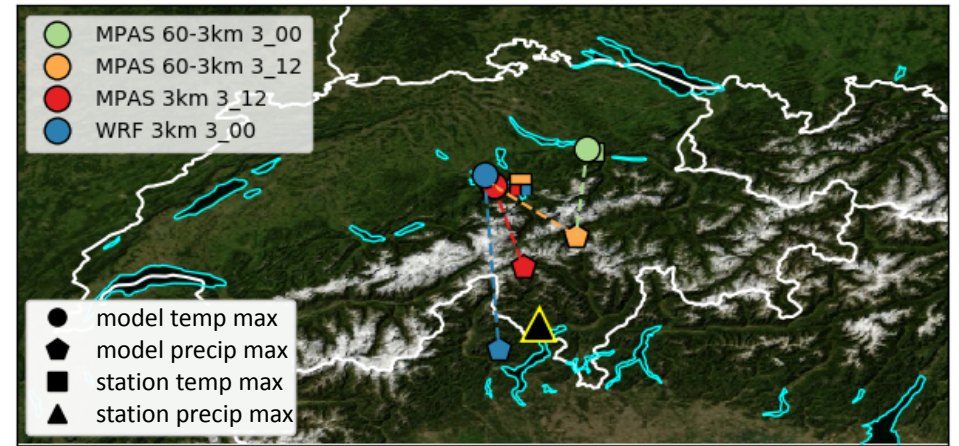 MPAS 60-3km 3_00
MPAS 60-3km 3_12
MPAS 3km 3_12
WRF 3km 3_00
model temp max
model precip max
station temp max
station precip max